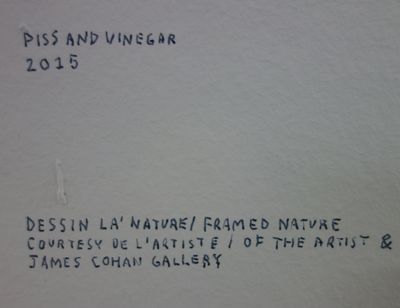 PISS AND VINEGAR
2015
DESSIN LA' NATURE/ FRAMED NATURE
COURTESY DE L'ARTISTE / OF THE ARTIST &
JAMES COHAN GALLERY